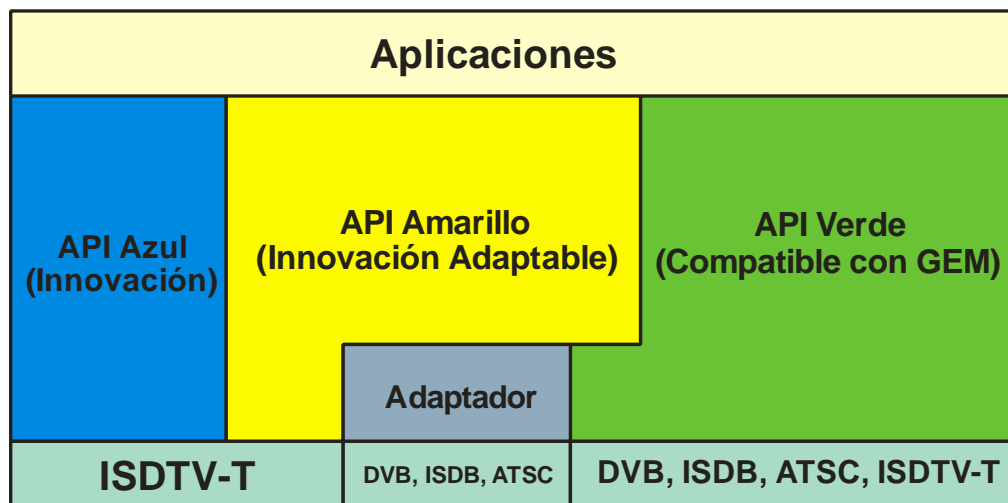 Aplicaciones
API Azul
(Innovación)
API Amarillo
(Innovación Adaptable)
API Verde
(Compatible con GEM)
Adaptador
ISDTV-T
DVB, ISDB, ATSC
DVB, ISDB, ATSC, ISDTV-T